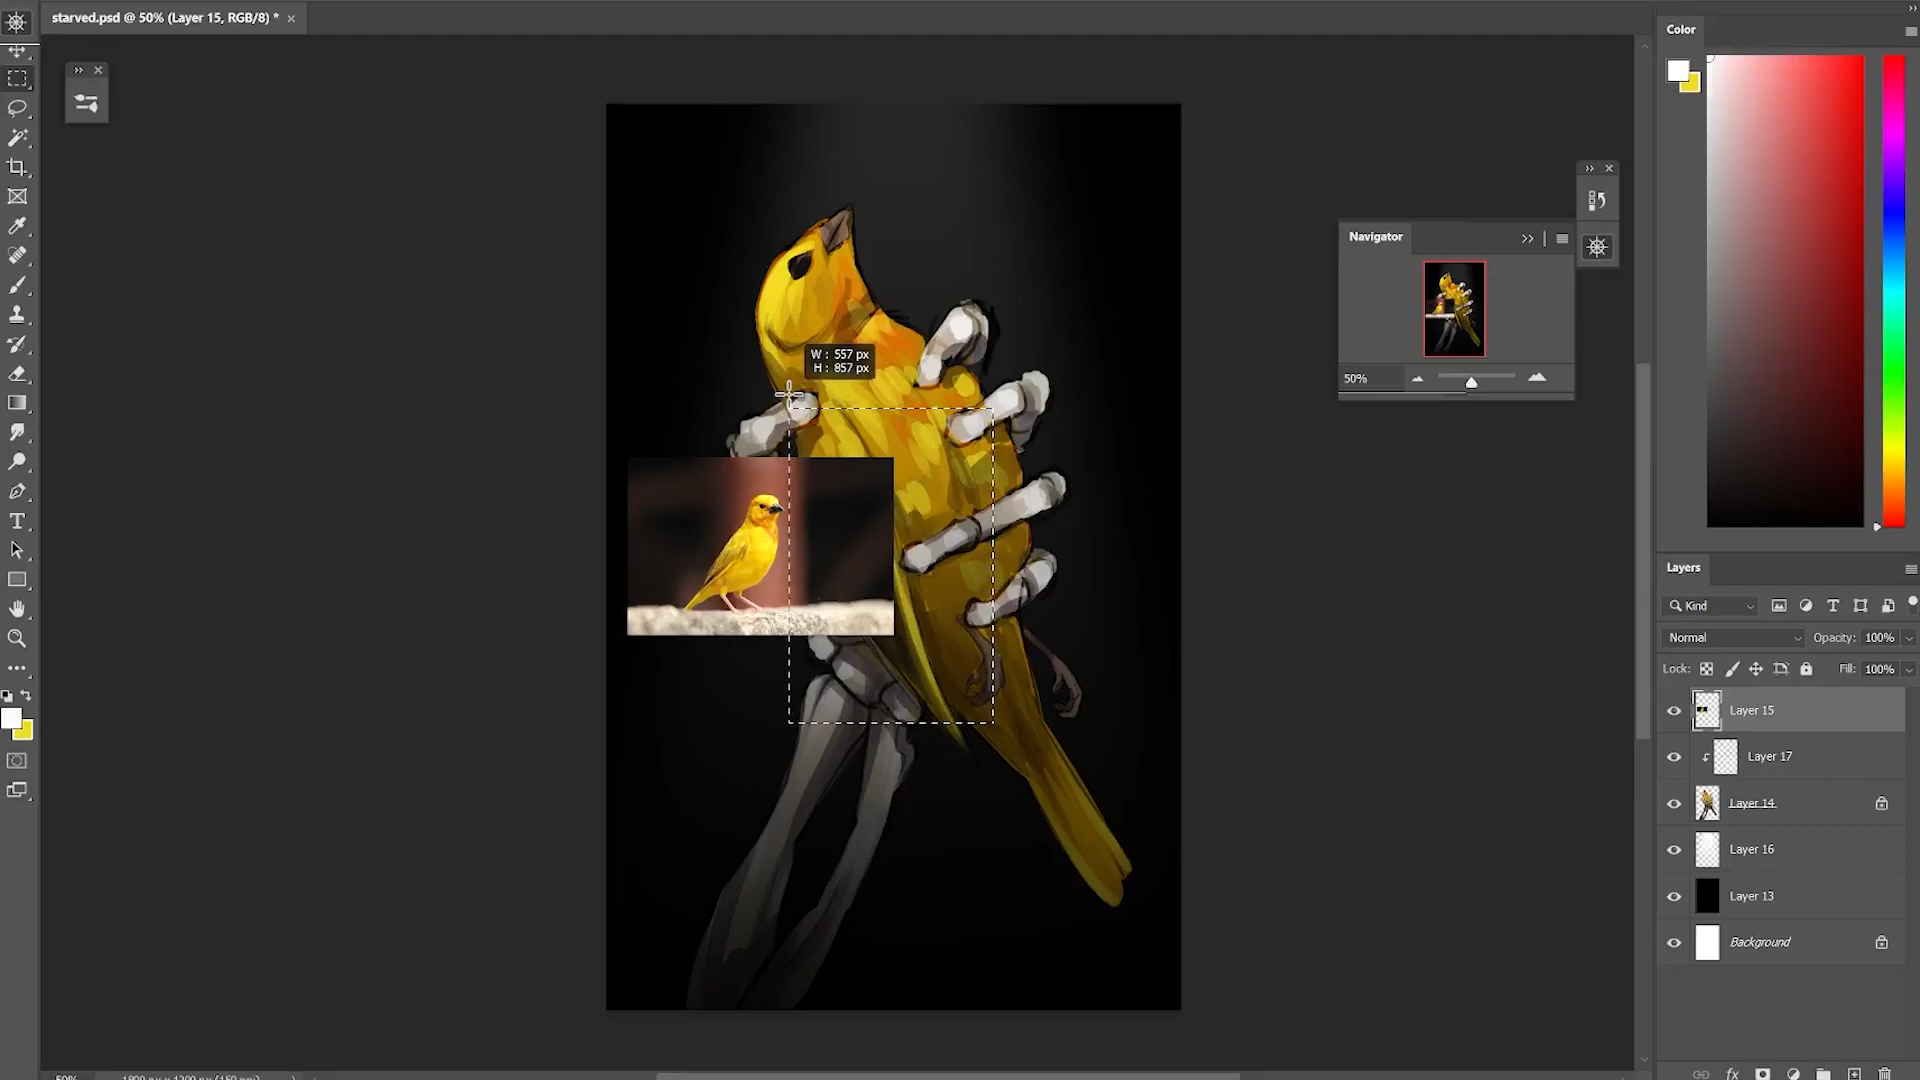 starved.psd @ 50% (Layer 15, RGB/8) *
Color
W : 557 px
H : 857 px
Navigator
50%
Layers
Kind
Normal
Opacity: 100%
Lock:
Fill: 100%
Layer 15
Layer 17
Layer 14
Layer 16
Layer 13
Background
fx